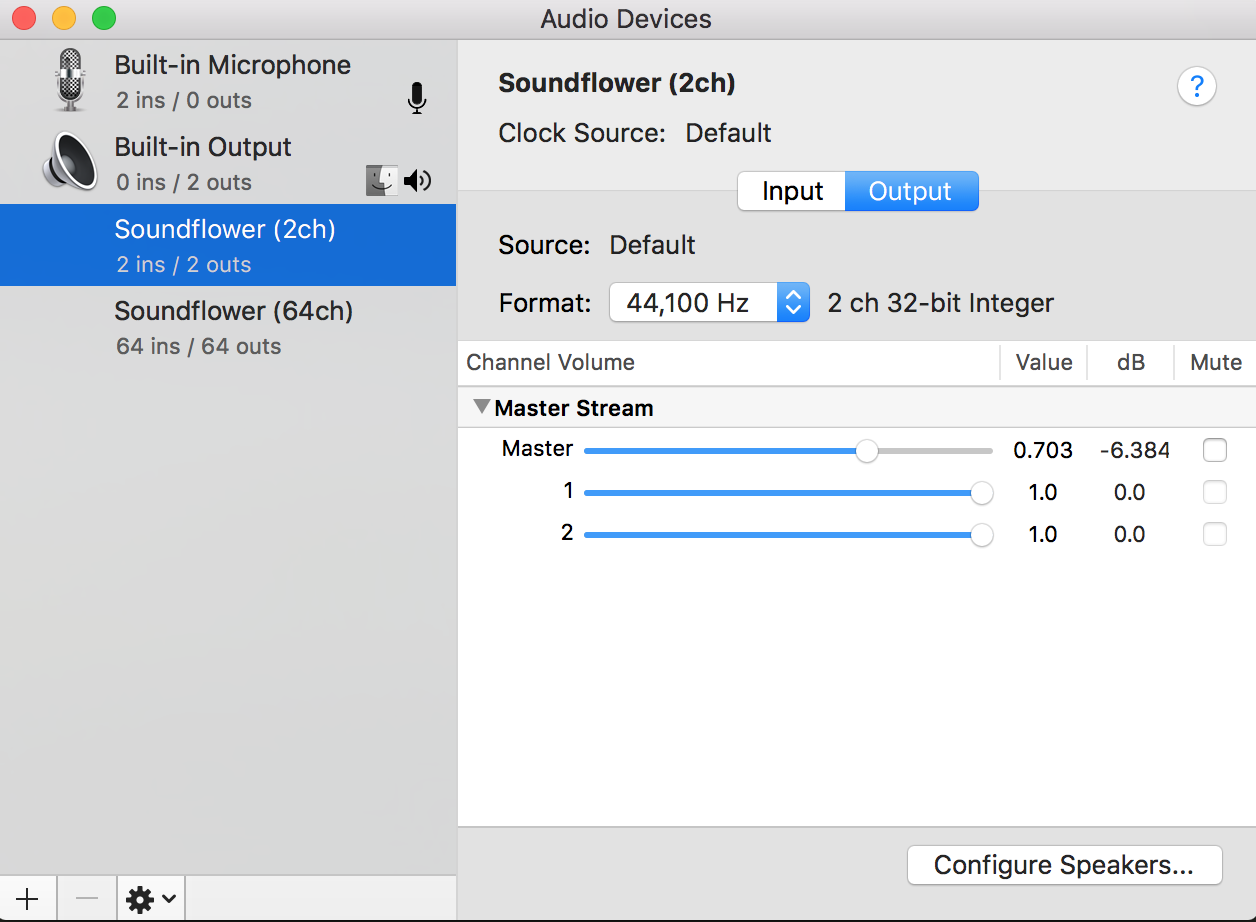 Audio Devices
Built-in Microphone
2 ins / 0 outs
Built-in Output
0 ins / 2 outs
Soundflower (2ch)
2 ins / 2 outs
Soundflower (64ch)
64 ins / 64 outs
Soundflower (2ch)
?
Clock Source: Default
Input Output
Source: Default
Format: 44,100 Hz 2 ch 32-bit Integer
Channel Volume Value dB Mute
Master Stream
Master 0.703 -6.384
1 1.0 0.0
2 1.0 0.0
Configure Speakers...